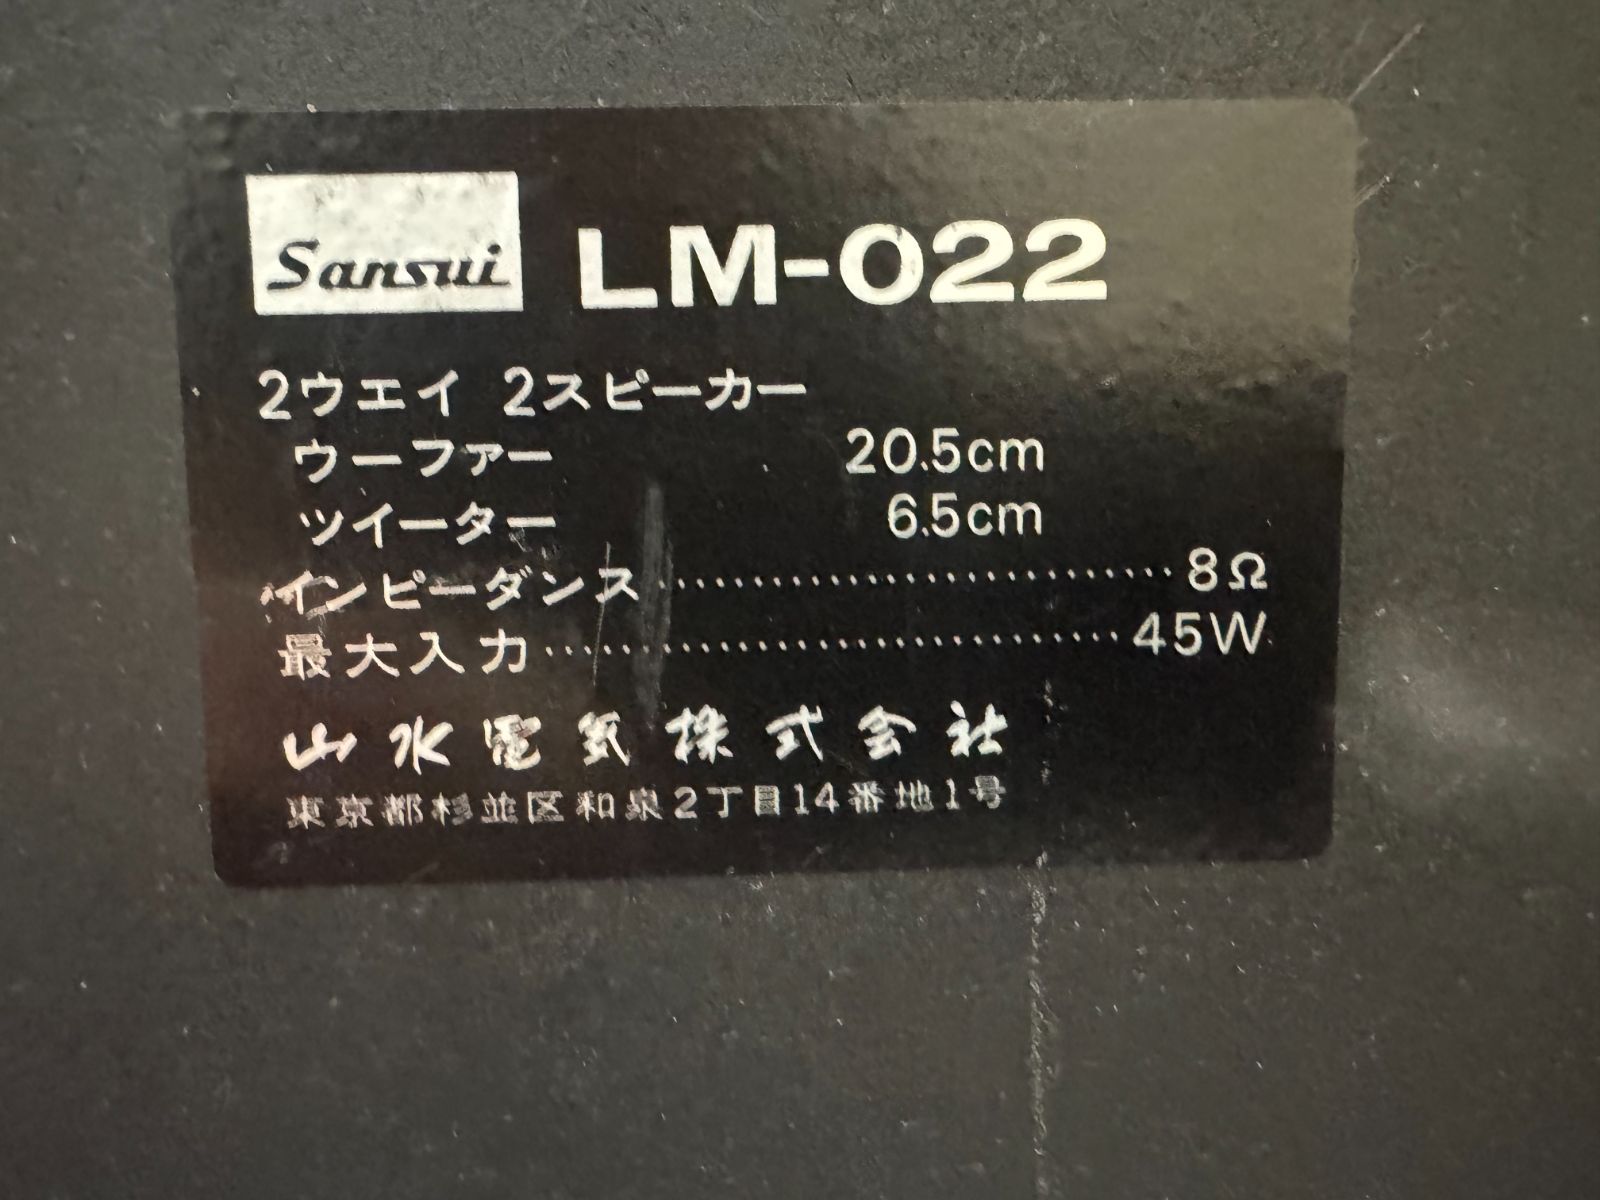 Sansui LM-022
2ウエイ 2スピーカー
ウーファー 20.5cm
ツイーター 6.5cm
インピーダンス 8Ω
最大入力 45W
山水電気株式会社
東京都杉並区和泉2丁目14番地1号